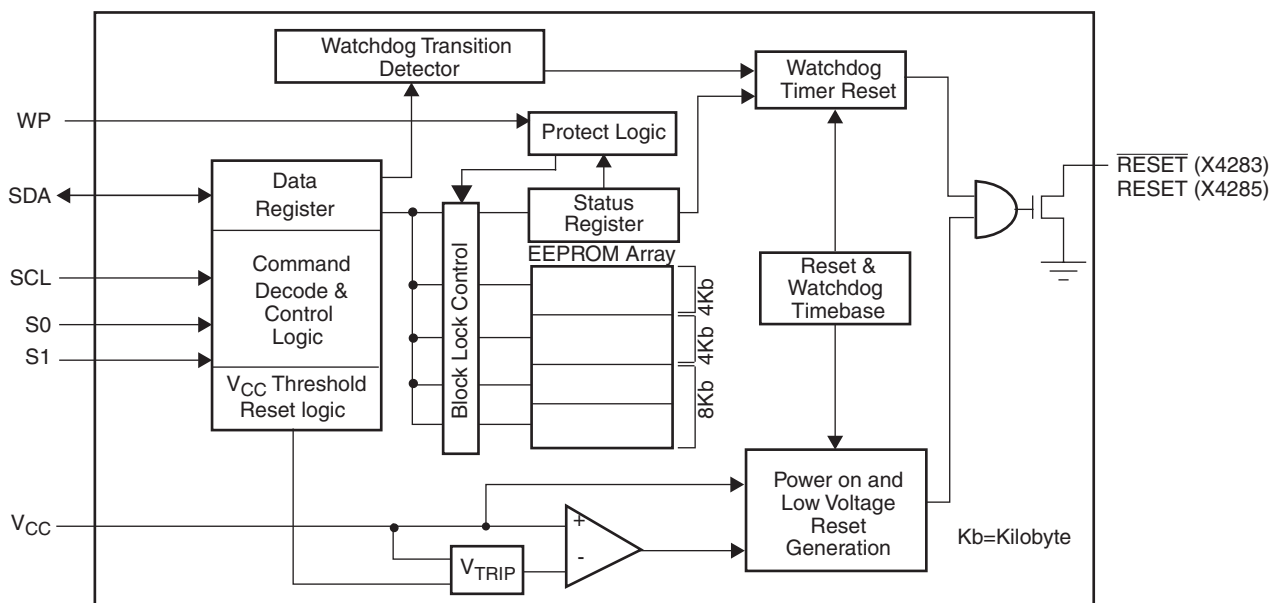 Watchdog Transition
Detector
Watchdog
Timer Reset
WP
Protect Logic
RESET (X4283)
RESET (X4285)
SDA
Data
Register
Status
Register
EEPROM Array
SCL
Command
Decode &
Control
Logic
S0
S1
Block Lock Control
4Kb
4Kb
8Kb
Reset &
Watchdog
Timebase
VCC Threshold
Reset logic
Power on and
Low Voltage
Reset
Generation
VCC
+
-
VTRIP
Kb=Kilobyte